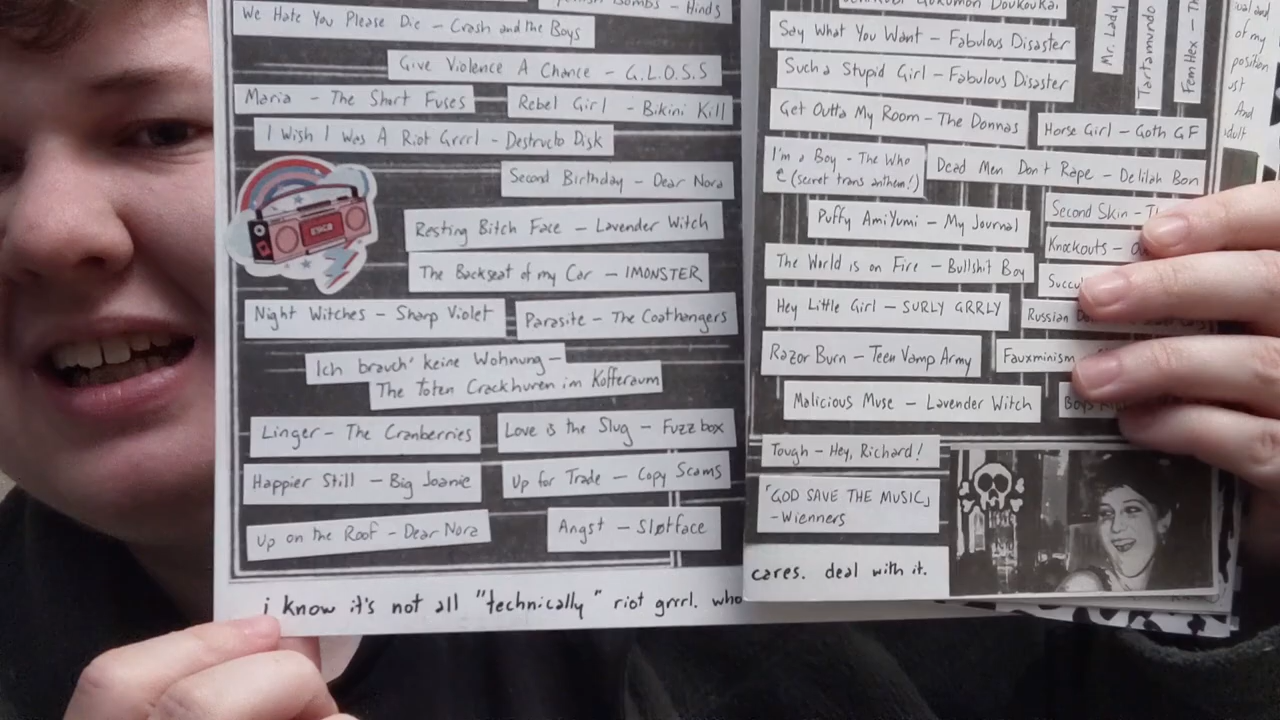 Bombs - Hinds
We Hate You Please Die - Crash and the Boys
Give Violence A Chance - G.L.O.S.S
Maria - The Short Fuses
Rebel Girl - Bikini Kill
I Wish I Was A Riot Grrrl - Destructo Disk
Second Birthday - Dear Nora
Resting Bitch Face - Lavender Witch
The Backseat of my Car - IMONSTER
Night Witches - Sharp Violet
Parasite - The Coathangers
Ich brauch' keine Wohnung -
The Toten Crackhuren im Kofferaum
Linger - The Cranberries
Love is the Slug - Fuzzbox
Happier Still - Big Joanie
Up for Trade - Copy Scams
Up on the Roof - Dear Nora
Angst - Sløtface
i know it's not all "technically" riot grrrl. who
Say What You Want - Fabulous Disaster
Such a Stupid Girl - Fabulous Disaster
Get Outta My Room - The Donnas
Horse Girl - Goth GF
I'm a Boy - The Who
(secret trans anthem!)
Dead Men Don't Rape - Delilah Bon
Puffy AmiYumi - My Journal
Second Skin -
Knockouts -
The World is on Fire - Bullshit Boy
Hey Little Girl - SURLY GRRLY
Russian
Razor Burn - Teen Vamp Army
Fauxminism
Malicious Muse - Lavender Witch
Boys
Tough - Hey, Richard!
「GOD SAVE THE MUSIC」
- Wienners
cares. deal with it.
Mr. Lady
Tartamundo
FemHex -
and
of my
position
And